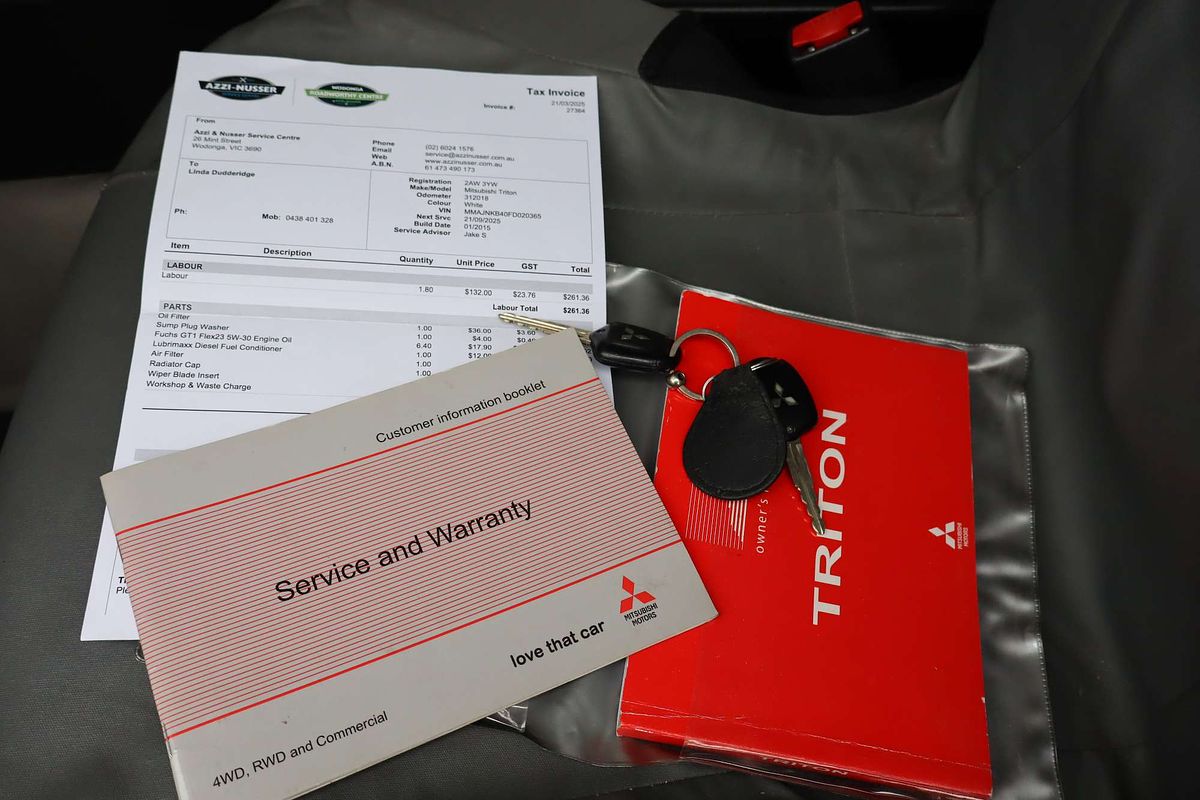 AZZI-NUSSER
WODONGA
ROADWORTHY CENTRE
Tax Invoice
21/03/2025
Invoice #: 27364
From
Azzi & Nusser Service Centre
26 Mint Street
Wodonga, VIC 3690
Phone (02) 6024 1576
Email service@azzinusser.com.au
Web www.azzinusser.com.au
A.B.N. 61 473 490 173
To
Linda Dudderidge
Ph:
Mob: 0438 401 328
Registration 2AW 3YW
Make/Model Mitsubishi Triton
Odometer 312018
Colour White
VIN MMAJNKB40FD020365
Next Srvc 21/09/2025
Build Date 01/2015
Service Advisor Jake S
Item Description Quantity Unit Price GST Total
LABOUR
Labour 1.80 $132.00 $23.76 $261.36
Labour Total $261.36
PARTS
Oil Filter 1.00 $36.00 $3.60
Sump Plug Washer 1.00 $4.00
Fuchs GT1 Flex23 5W-30 Engine Oil 6.40 $17.90
Lubrimaxx Diesel Fuel Conditioner 1.00 $12.00
Air Filter 1.00
Radiator Cap 1.00
Wiper Blade Insert
Workshop & Waste Charge
Customer information booklet
Service and Warranty
love that car
MITSUBISHI
MOTORS
4WD, RWD and Commercial
owner's
TRITON
MITSUBISHI
MOTORS
TRITON